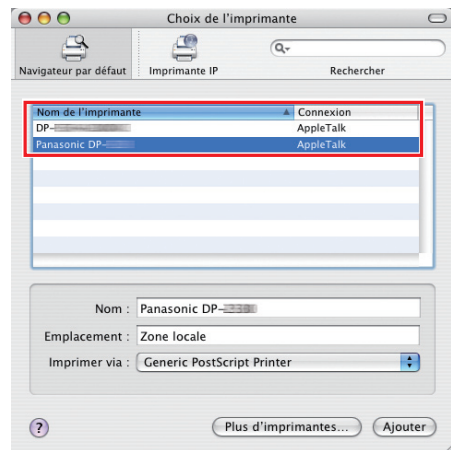 Choix de l'imprimante
Navigateur par défaut Imprimante IP Rechercher
Nom de l'imprimante Connexion
DP- AppleTalk
Panasonic DP- AppleTalk
Nom : Panasonic DP-
Emplacement : Zone locale
Imprimer via : Generic PostScript Printer
? Plus d'imprimantes... Ajouter